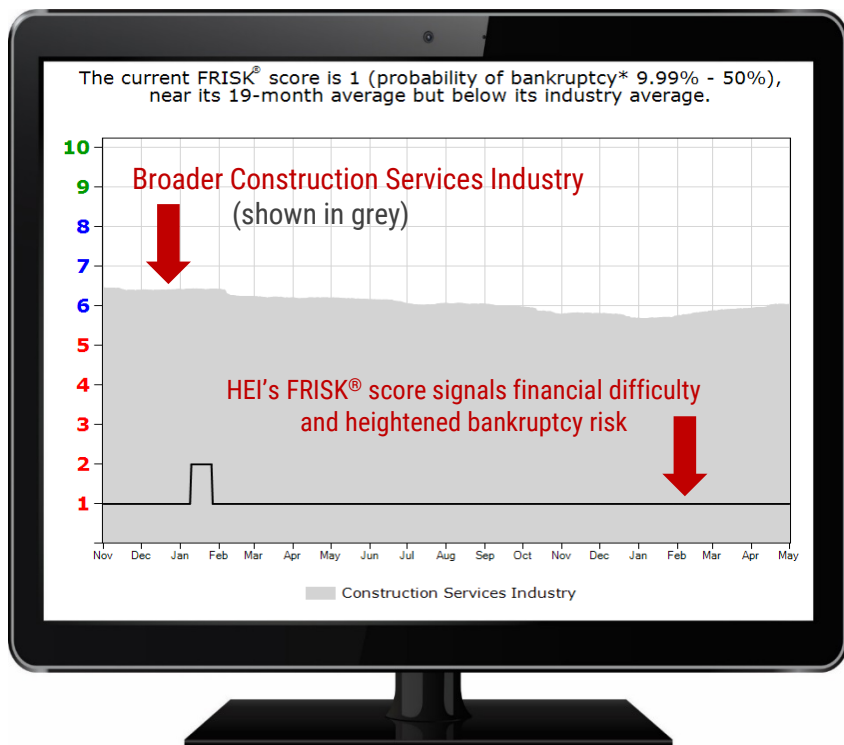 The current FRISK® score is 1 (probability of bankruptcy* 9.99% - 50%),
near its 19-month average but below its industry average.
10
Broader Construction Services Industry
9
(shown in grey)
8
7
6
5
HEI's FRISK® score signals financial difficulty
4
and heightened bankruptcy risk
3
2
1
Nov Dec Jan Feb Mar Apr May Jun Jul Aug Sep Oct Nov Dec Jan Feb Mar Apr May
Construction Services Industry